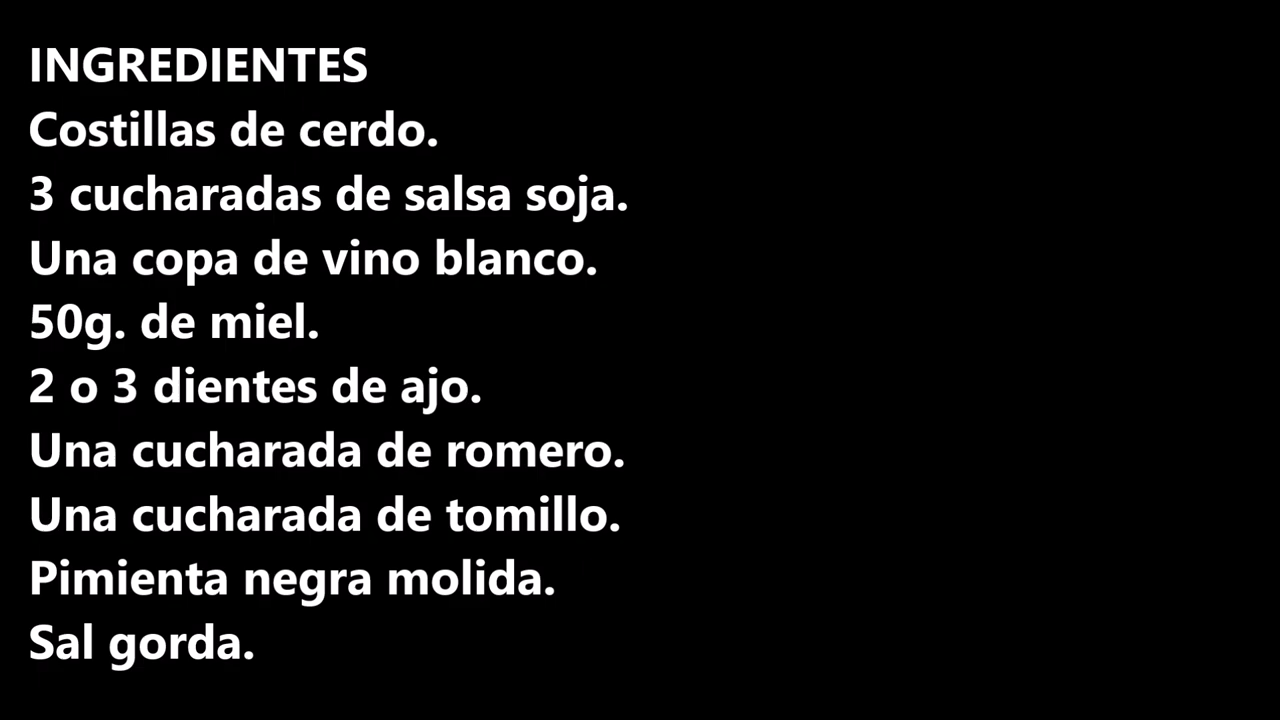 INGREDIENTES
Costillas de cerdo.
3 cucharadas de salsa soja.
Una copa de vino blanco.
50g. de miel.
2 o 3 dientes de ajo.
Una cucharada de romero.
Una cucharada de tomillo.
Pimienta negra molida.
Sal gorda.